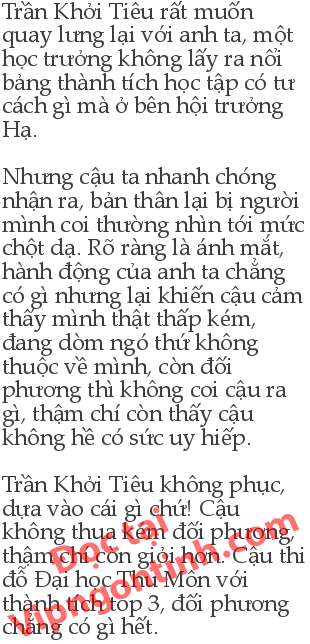 Trần Khởi Tiêu rất muốn
quay lưng lại với anh ta, một
học trưởng không lấy ra nổi
bảng thành tích học tập có tư
cách gì mà ở bên hội trưởng
Hạ.

Nhưng cậu ta nhanh chóng
nhận ra, bản thân lại bị người
mình coi thường nhìn tới mức
chột dạ. Rõ ràng là ánh mắt,
hành động của anh ta chẳng
có gì nhưng lại khiến cậu cảm
thấy mình thật thấp kém,
đang dòm ngó thứ không
thuộc về mình, còn đối
phương thì không coi cậu ra
gì, thậm chí còn thấy cậu
không hề có sức uy hiếp.

Trần Khởi Tiêu không phục,
dựa vào cái gì chứ! Cậu
không thua kém đối phương,
thậm chí còn giỏi hơn. Cậu thi
đỗ Đại học Thu Môn với
thành tích top 3, đối phương
chẳng có gì hết.
Đọc tại
Vipngontinh.com